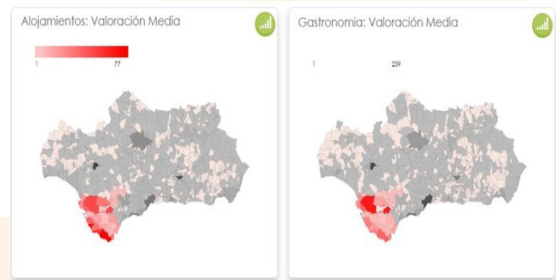 Alojamientos: Valoración Media
1 77
Gastronomia: Valoración Media
1 239